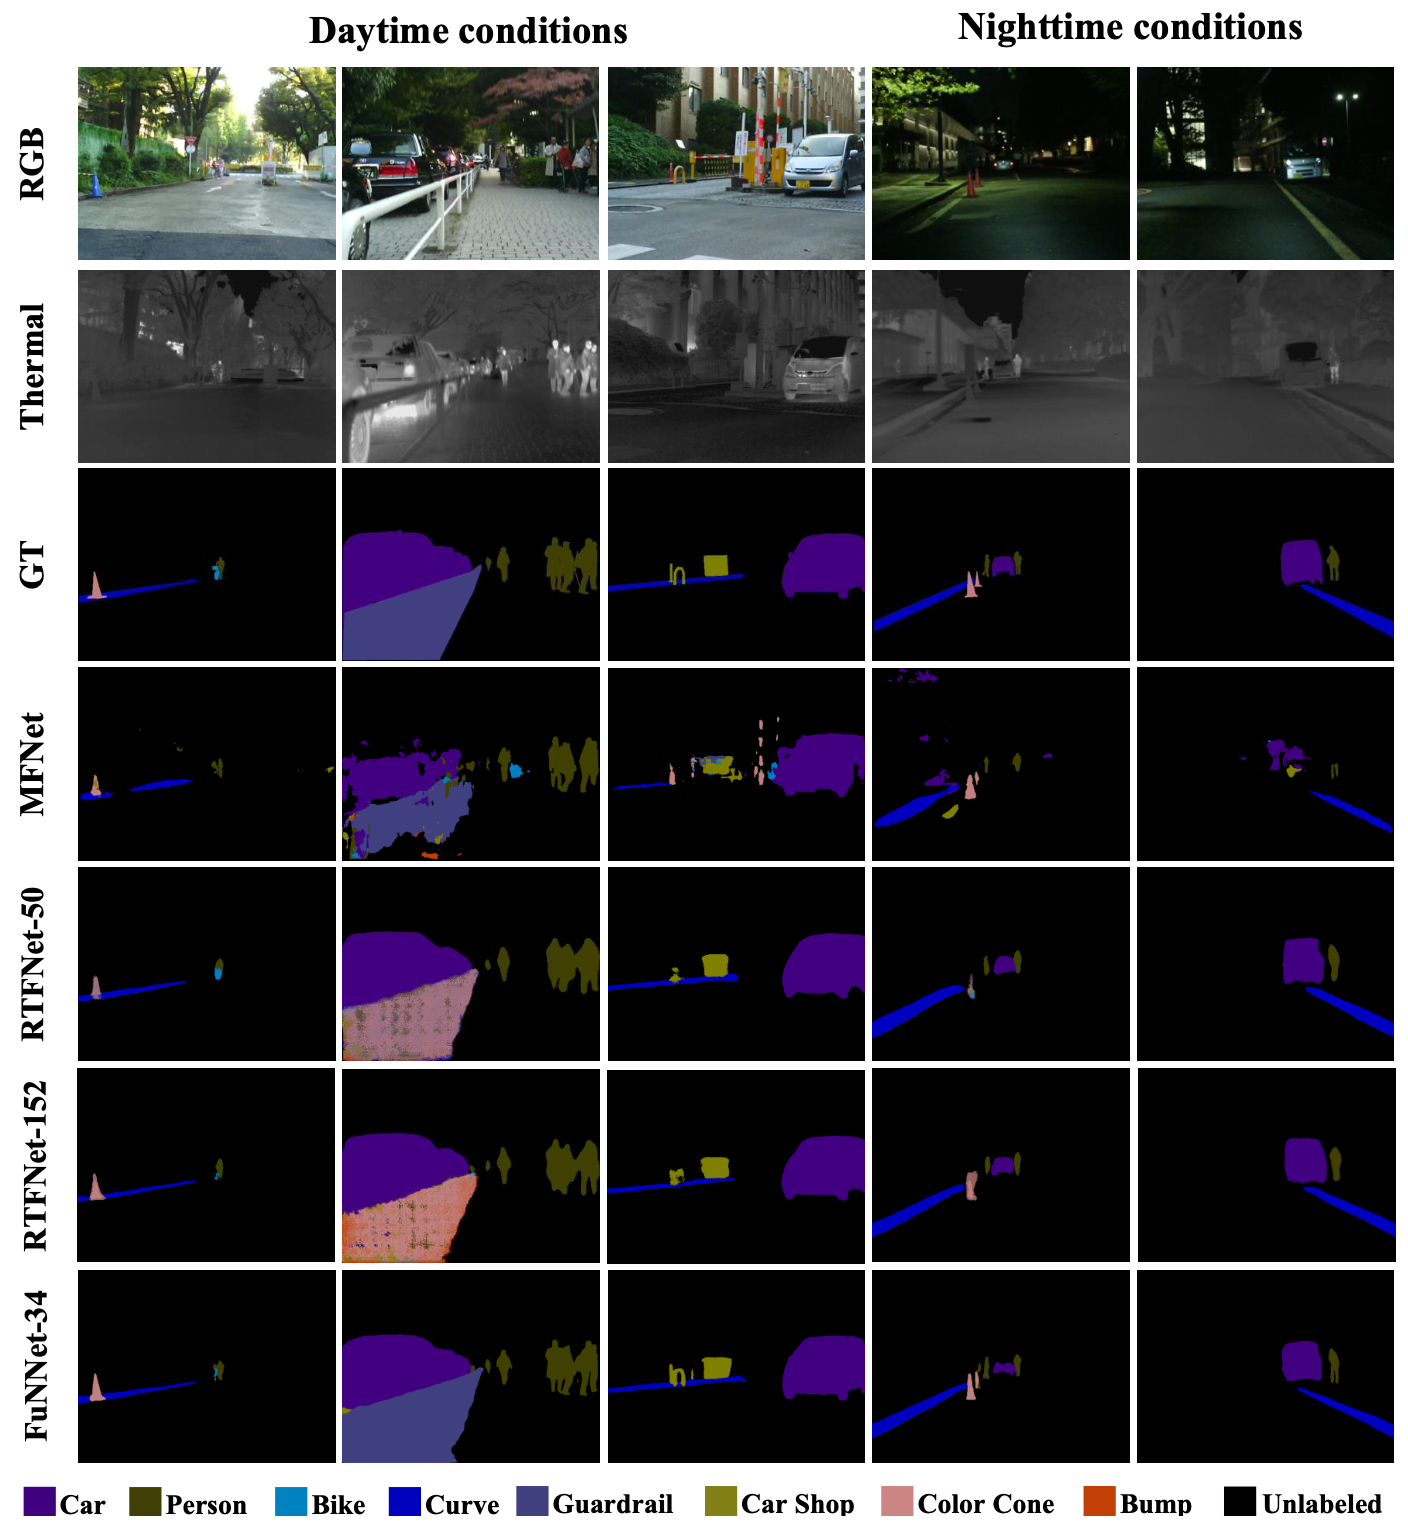 Daytime conditions
Nighttime conditions
RGB
Thermal
GT
MFNet
RTFNet-50
RTFNet-152
FuNNet-34
Car
Person
Bike
Curve
Guardrail
Car Shop
Color Cone
Bump
Unlabeled